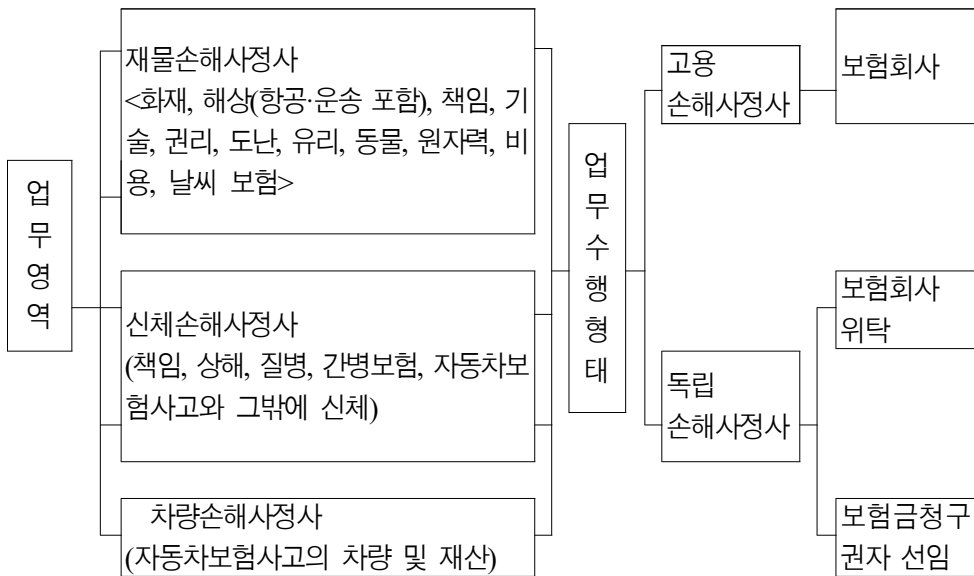 업무영역
재물손해사정사
<화재, 해상(항공·운송 포함), 책임, 기
술, 권리, 도난, 유리, 동물, 원자력, 비
용, 날씨 보험>
신체손해사정사
(책임, 상해, 질병, 간병보험, 자동차보
험사고와 그밖에 신체)
차량손해사정사
(자동차보험사고의 차량 및 재산)
업무수행형태
고용
손해사정사
보험회사
독립
손해사정사
보험회사
위탁
보험금청구
권자 선임